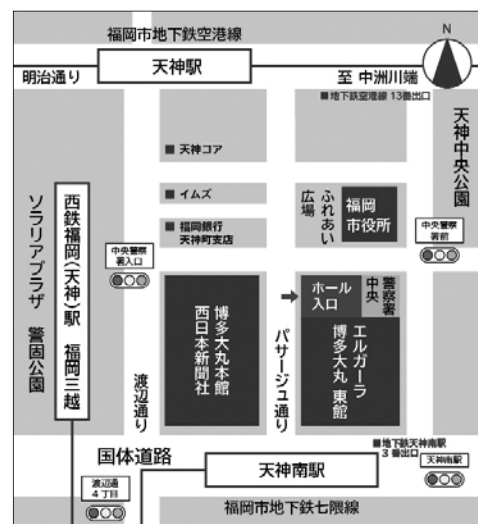 福岡市地下鉄空港線
明治通り
天神駅
至 中洲川端
N
■地下鉄空港線 13番出口
■ 天神コア
■ イムズ
■ 福岡銀行
天神町支店
ふれあい
広場
福岡
市役所
天神中央公園
中央警察
署前
ソラリアプラザ 警固公園
西鉄福岡(天神)駅 福岡三越
中央警察
署入口
渡辺通り
博多大丸本館
西日本新聞社
パサージュ通り
→
ホール
入口
中央
警察署
エルガーラ
博多大丸 東館
国体道路
渡辺通
4丁目
天神南駅
■地下鉄天神南駅
3番出口
天神南駅
福岡市地下鉄七隈線